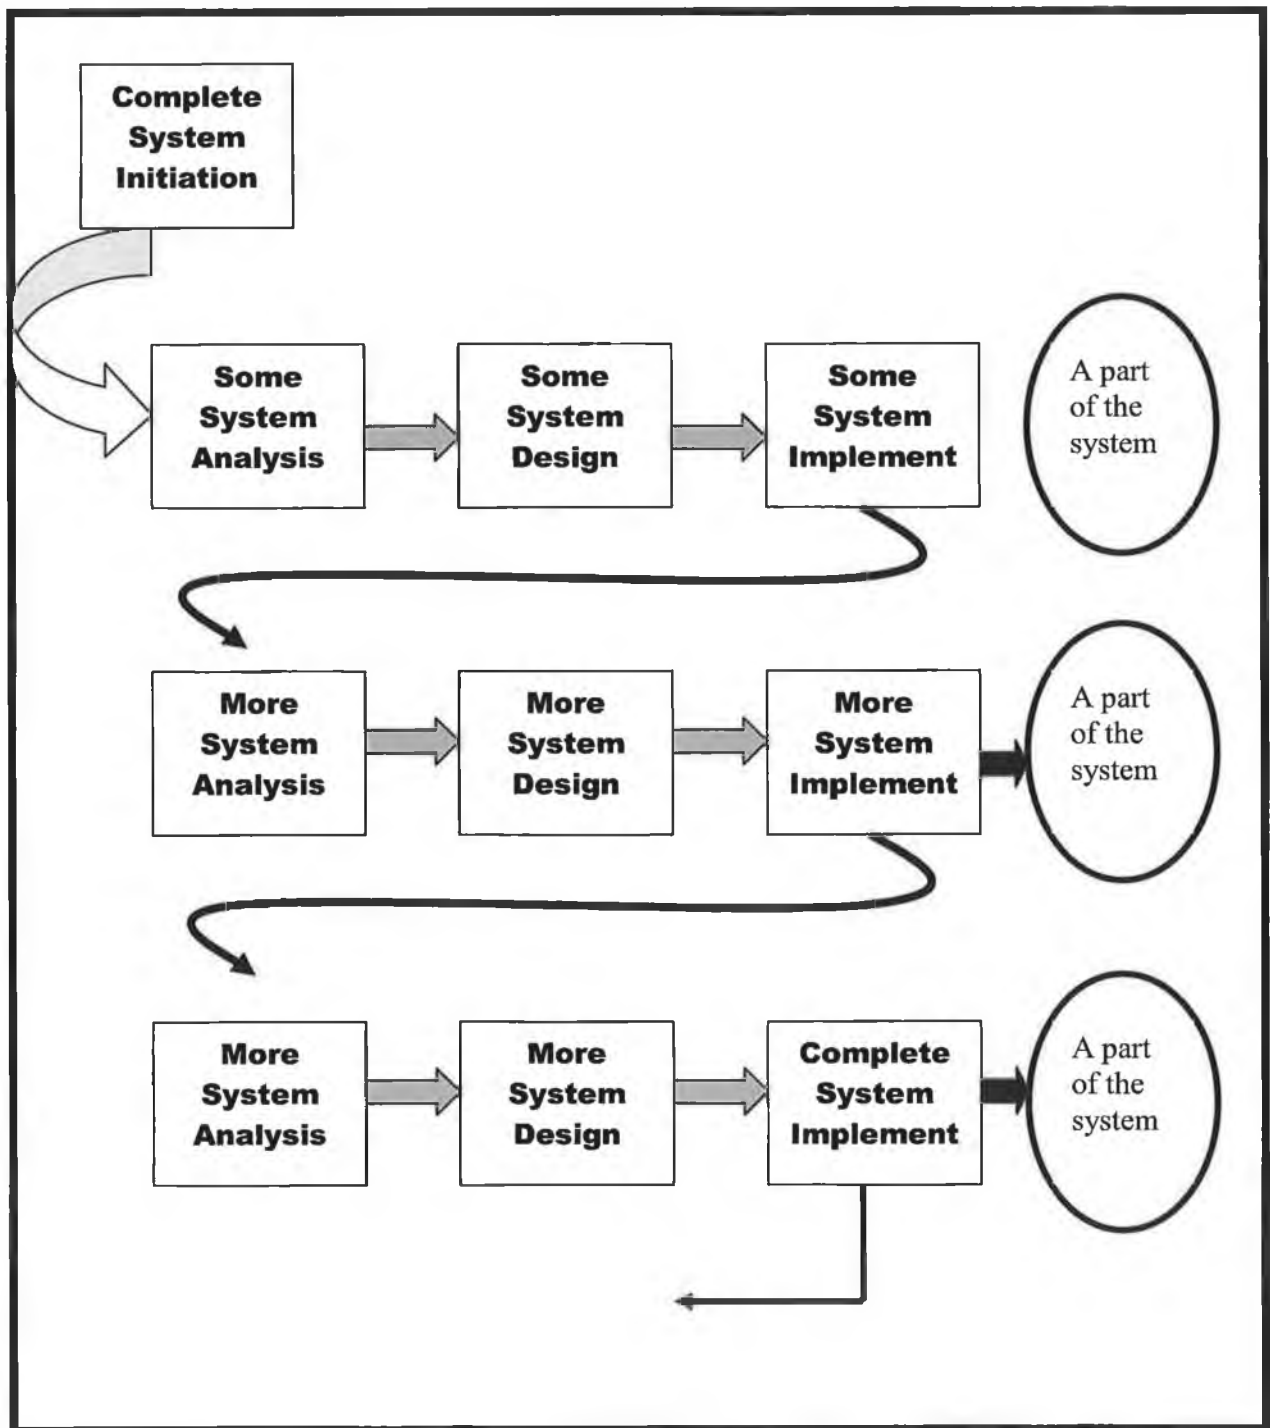 Complete
System
Initiation
Some
System
Analysis
Some
System
Design
Some
System
Implement
A part
of the
system
More
System
Analysis
More
System
Design
More
System
Implement
A part
of the
system
More
System
Analysis
More
System
Design
Complete
System
Implement
A part
of the
system